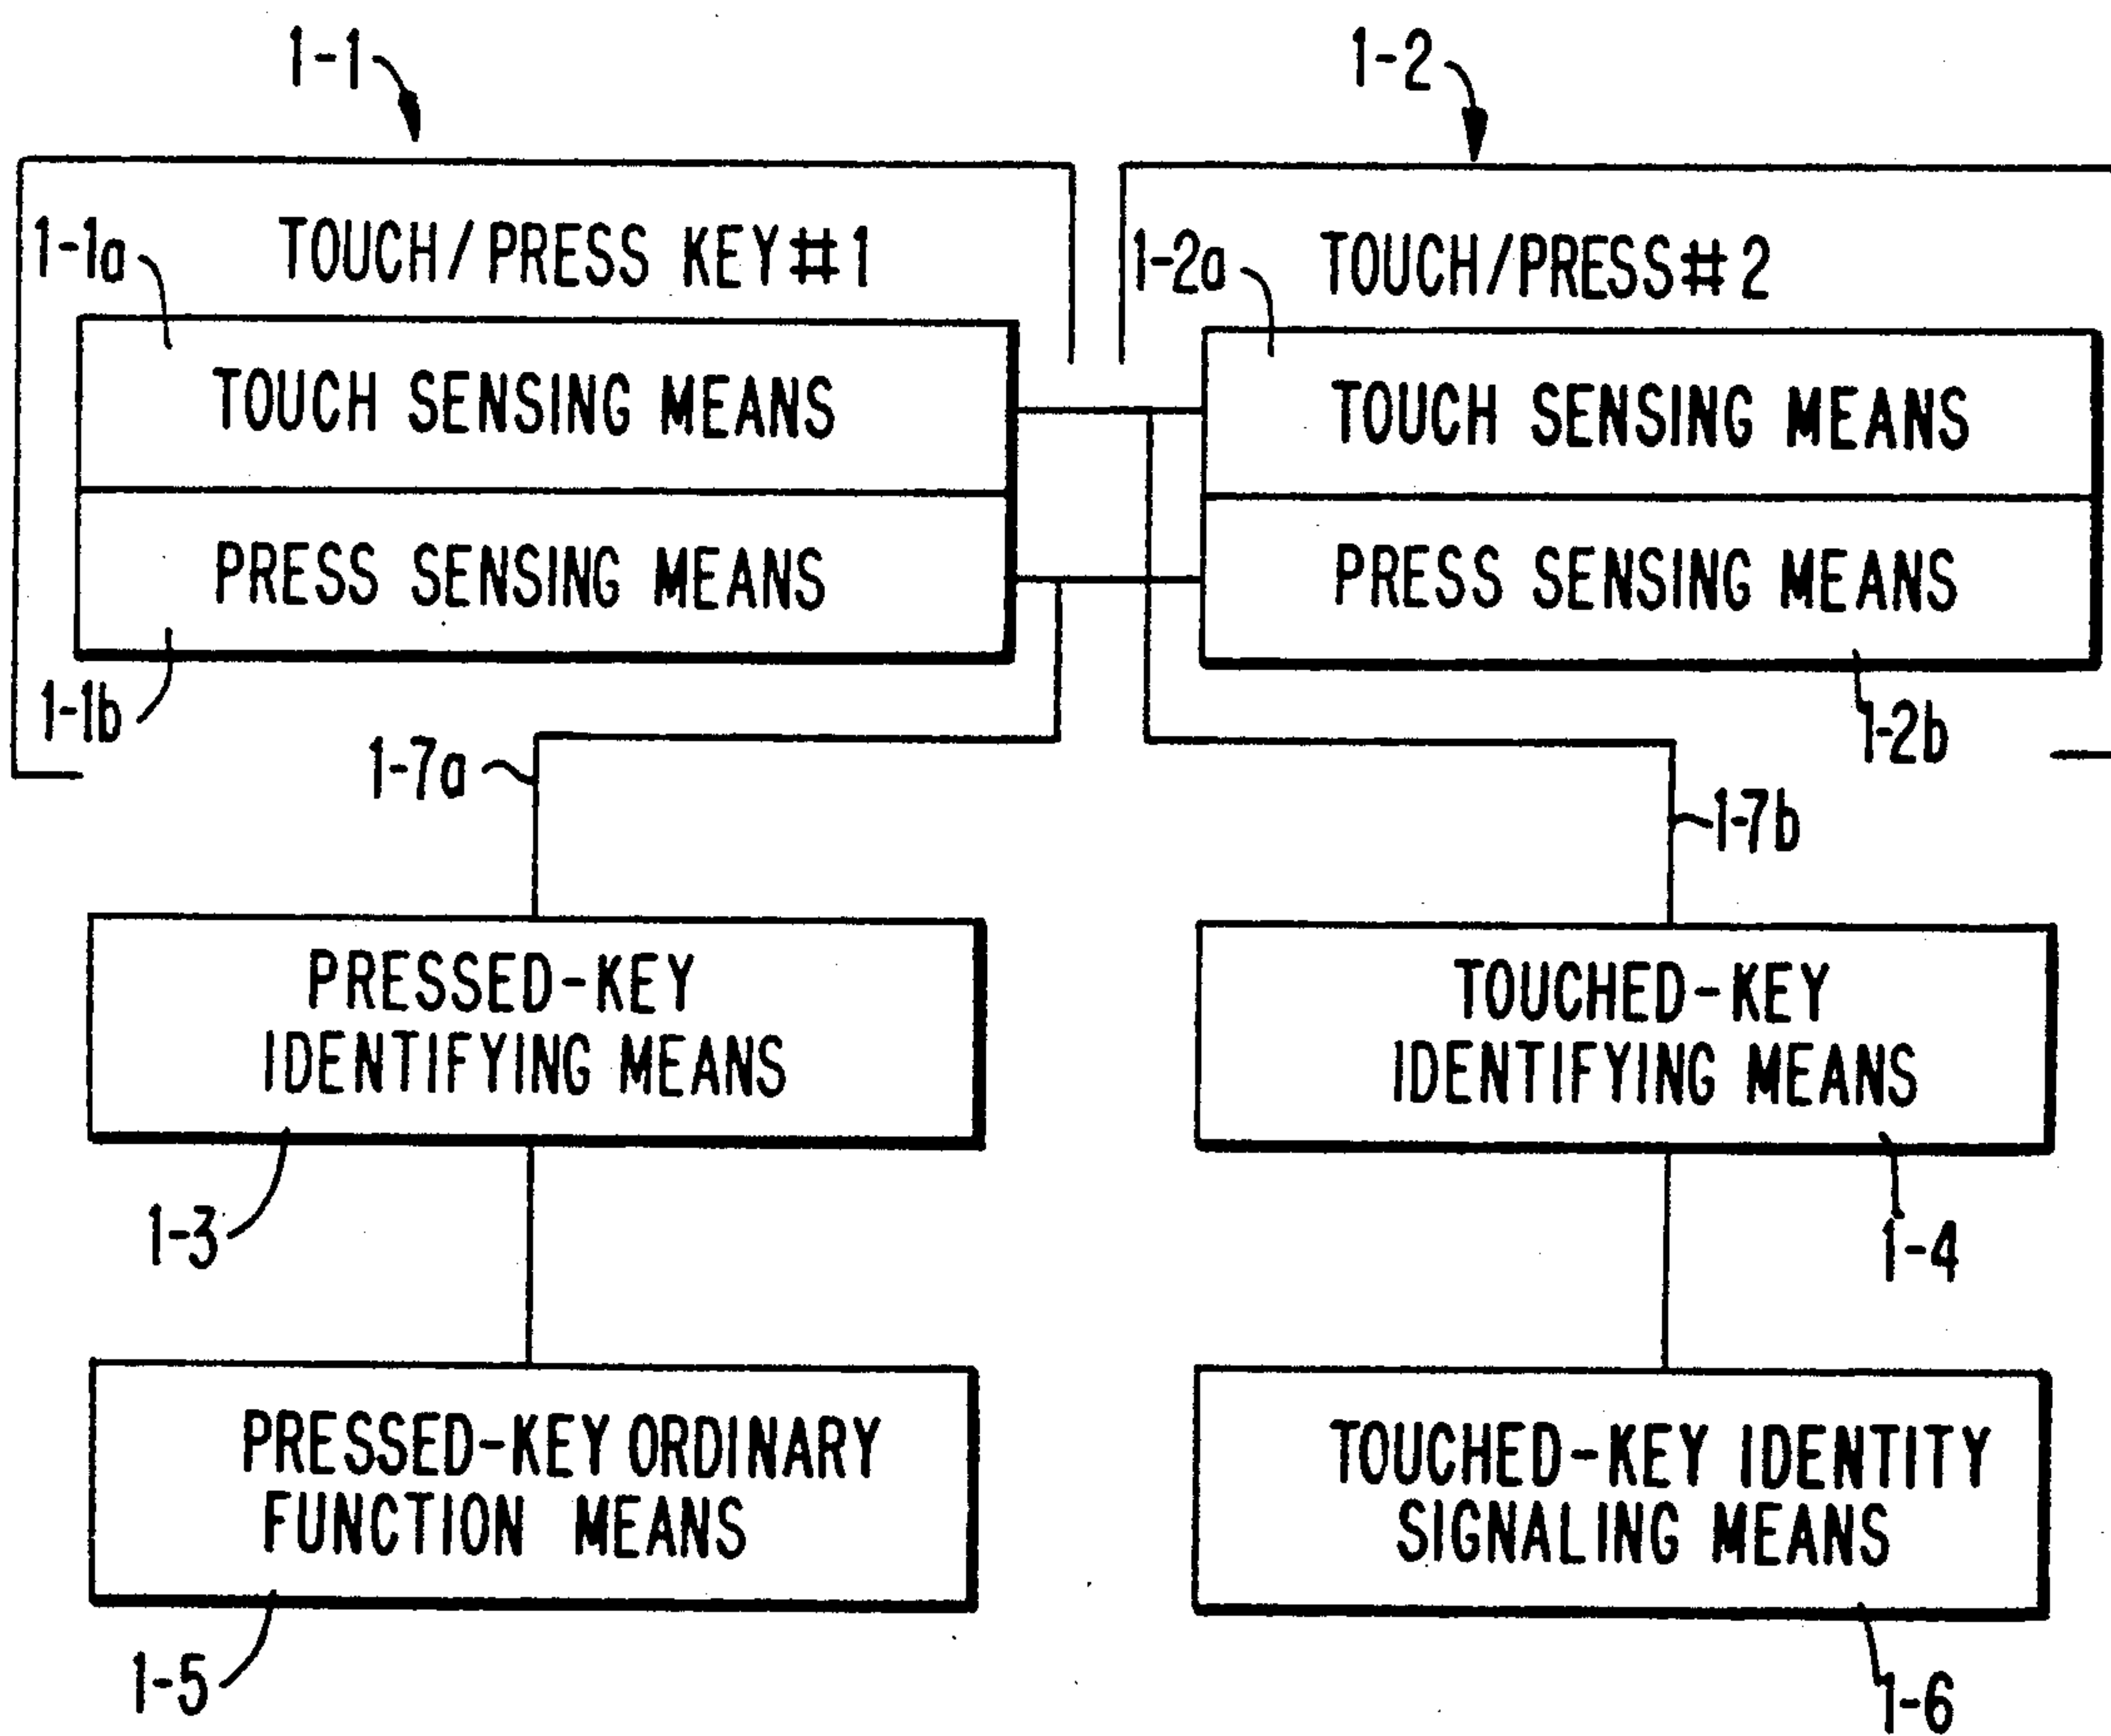 1-1
1-2
TOUCH/PRESS KEY #1
1-1a
TOUCH/PRESS #2
1-2a
TOUCH SENSING MEANS
TOUCH SENSING MEANS
PRESS SENSING MEANS
PRESS SENSING MEANS
1-1b
1-2b
1-7a
1-7b
PRESSED-KEY
IDENTIFYING MEANS
TOUCHED-KEY
IDENTIFYING MEANS
1-3
1-4
PRESSED-KEY ORDINARY
FUNCTION MEANS
TOUCHED-KEY IDENTITY
SIGNALING MEANS
1-5
1-6